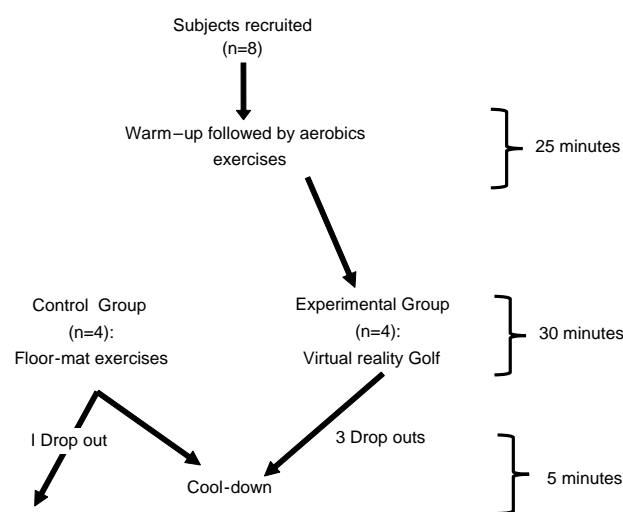 Subjects recruited
(n=8)
Warm–up followed by aerobics
exercises
25 minutes
Control Group
(n=4):
Floor-mat exercises
Experimental Group
(n=4):
Virtual reality Golf
30 minutes
I Drop out
3 Drop outs
Cool-down
5 minutes